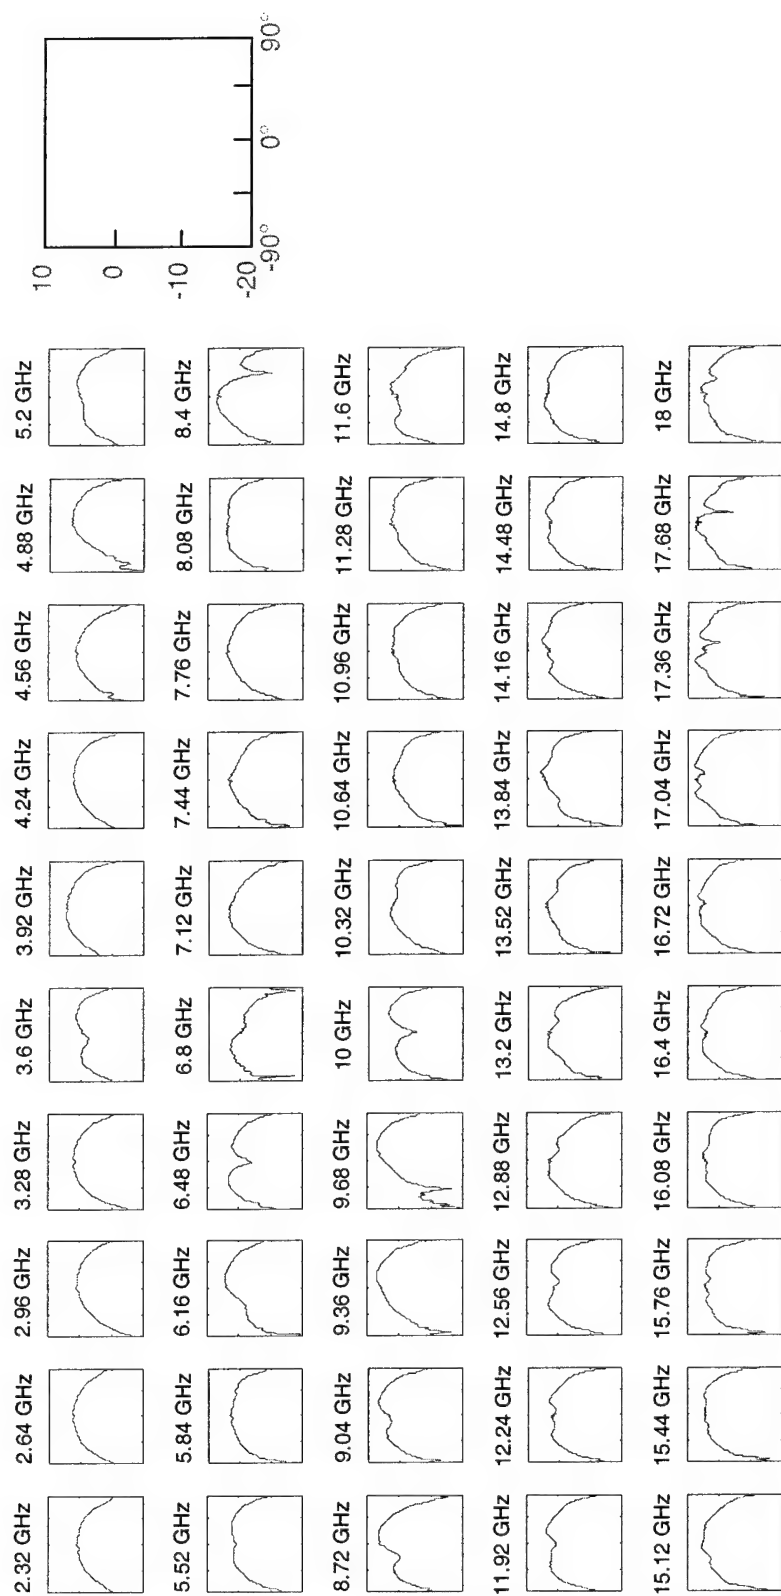 2.32 GHz 2.64 GHz 2.96 GHz 3.28 GHz 3.6 GHz 3.92 GHz 4.24 GHz 4.56 GHz 4.88 GHz 5.2 GHz
5.52 GHz 5.84 GHz 6.16 GHz 6.48 GHz 6.8 GHz 7.12 GHz 7.44 GHz 7.76 GHz 8.08 GHz 8.4 GHz
8.72 GHz 9.04 GHz 9.36 GHz 9.68 GHz 10 GHz 10.32 GHz 10.64 GHz 10.96 GHz 11.28 GHz 11.6 GHz
11.92 GHz 12.24 GHz 12.56 GHz 12.88 GHz 13.2 GHz 13.52 GHz 13.84 GHz 14.16 GHz 14.48 GHz 14.8 GHz
15.12 GHz 15.44 GHz 15.76 GHz 16.08 GHz 16.4 GHz 16.72 GHz 17.04 GHz 17.36 GHz 17.68 GHz 18 GHz
10
0
-10
-20
-90° 0° 90°